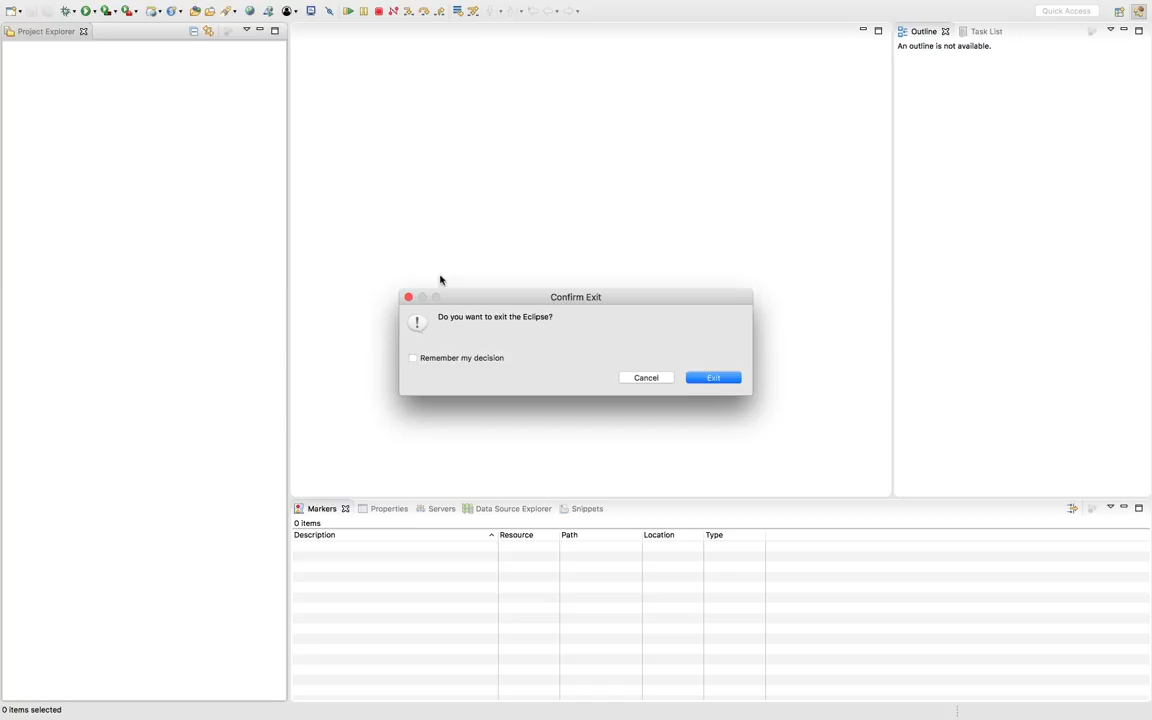 Quick Access
Project Explorer
Outline
Task List
An outline is not available.
Confirm Exit
Do you want to exit the Eclipse?
Remember my decision
Cancel
Exit
Markers
Properties
Servers
Data Source Explorer
Snippets
0 items
Description
Resource
Path
Location
Type
0 items selected